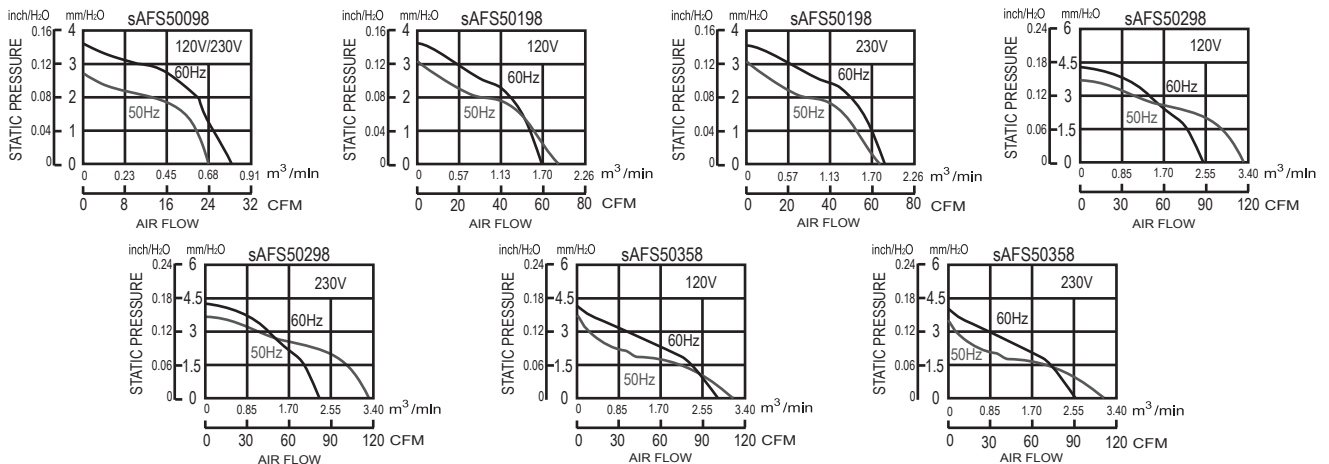 sAFS50098
inch/H2O mm/H2O
0.16 4
120V/230V
0.12 3
60Hz
0.08 2
50Hz
0.04 1
0 0
STATIC PRESSURE
0 0.23 0.45 0.68 0.91 m³/mln
0 8 16 24 32 CFM
AIR FLOW
sAFS50198
inch/H2O mm/H2O
0.16 4
120V
0.12 3
60Hz
0.08 2
50Hz
0.04 1
0 0
STATIC PRESSURE
0 0.57 1.13 1.70 2.26 m³/min
0 20 40 60 80 CFM
AIR FLOW
sAFS50198
inch/H2O mm/H2O
0.16 4
230V
0.12 3
60Hz
0.08 2
50Hz
0.04 1
0 0
STATIC PRESSURE
0 0.57 1.13 1.70 2.26 m³/min
0 20 40 60 80 CFM
AIR FLOW
sAFS50298
inch/H2O mm/H2O
0.24 6
120V
0.18 4.5
60Hz
0.12 3
50Hz
0.06 1.5
0 0
STATIC PRESSURE
0 0.85 1.70 2.55 3.40 m³/mln
0 30 60 90 120 CFM
AIR FLOW
sAFS50298
inch/H2O mm/H2O
0.24 6
230V
0.18 4.5
60Hz
0.12 3
50Hz
0.06 1.5
0 0
STATIC PRESSURE
0 0.85 1.70 2.55 3.40 m³/mln
0 30 60 90 120 CFM
AIR FLOW
sAFS50358
inch/H2O mm/H2O
0.24 6
120V
0.18 4.5
60Hz
0.12 3
1.5
50Hz
0.06
0 0
STATIC PRESSURE
0 0.85 1.70 2.55 3.40 m³/mln
0 30 60 90 120 CFM
AIR FLOW
sAFS50358
inch/H2O mm/H2O
0.24 6
230V
0.18 4.5
60Hz
0.12 3
50Hz
0.06 1.5
0 0
STATIC PRESSURE
0 0.85 1.70 2.55 3.40 m³/mln
0 30 60 90 120 CFM
AIR FLOW